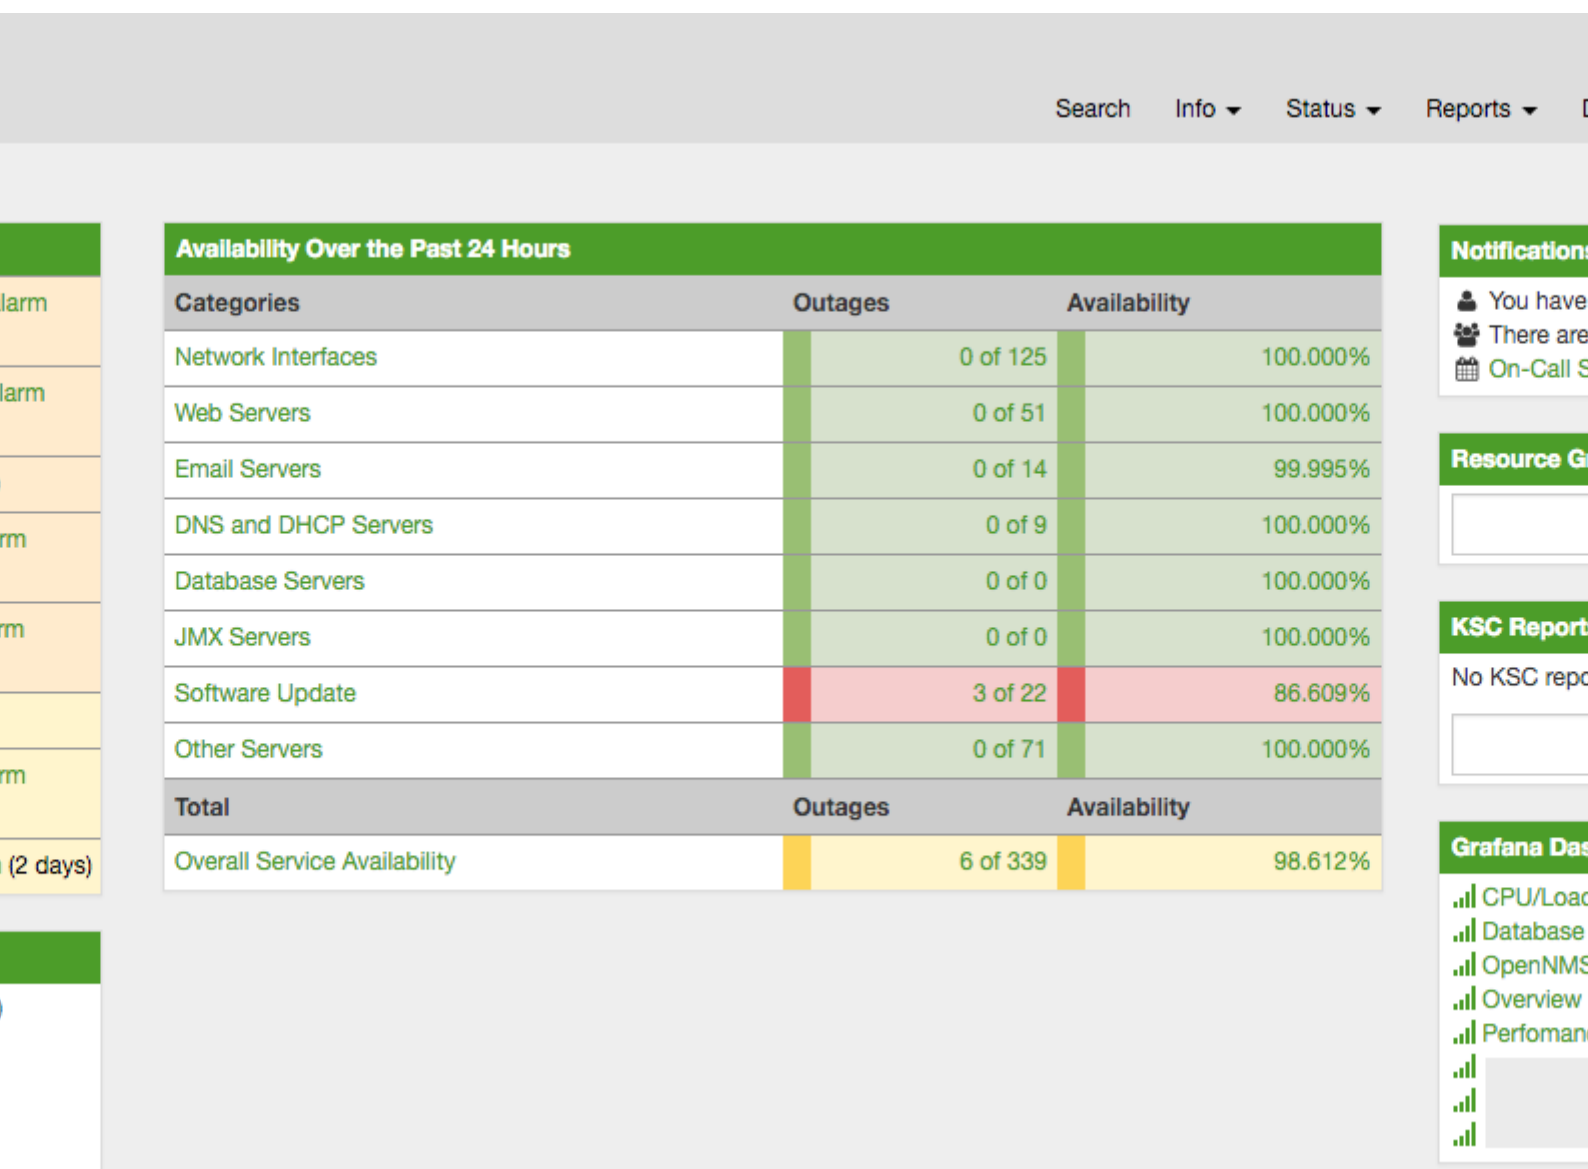 Search Info Status Reports
Availability Over the Past 24 Hours
Categories Outages Availability
Network Interfaces 0 of 125 100.000%
Web Servers 0 of 51 100.000%
Email Servers 0 of 14 99.995%
DNS and DHCP Servers 0 of 9 100.000%
Database Servers 0 of 0 100.000%
JMX Servers 0 of 0 100.000%
Software Update 3 of 22 86.609%
Other Servers 0 of 71 100.000%
Total Outages Availability
Overall Service Availability 6 of 339 98.612%
larm
larm
rm
rm
rm
(2 days)
Notifications
You have
There are
On-Call S
Resource Gr
KSC Reports
No KSC repo
Grafana Das
CPU/Load
Database
OpenNMS
Overview
Perfomanc